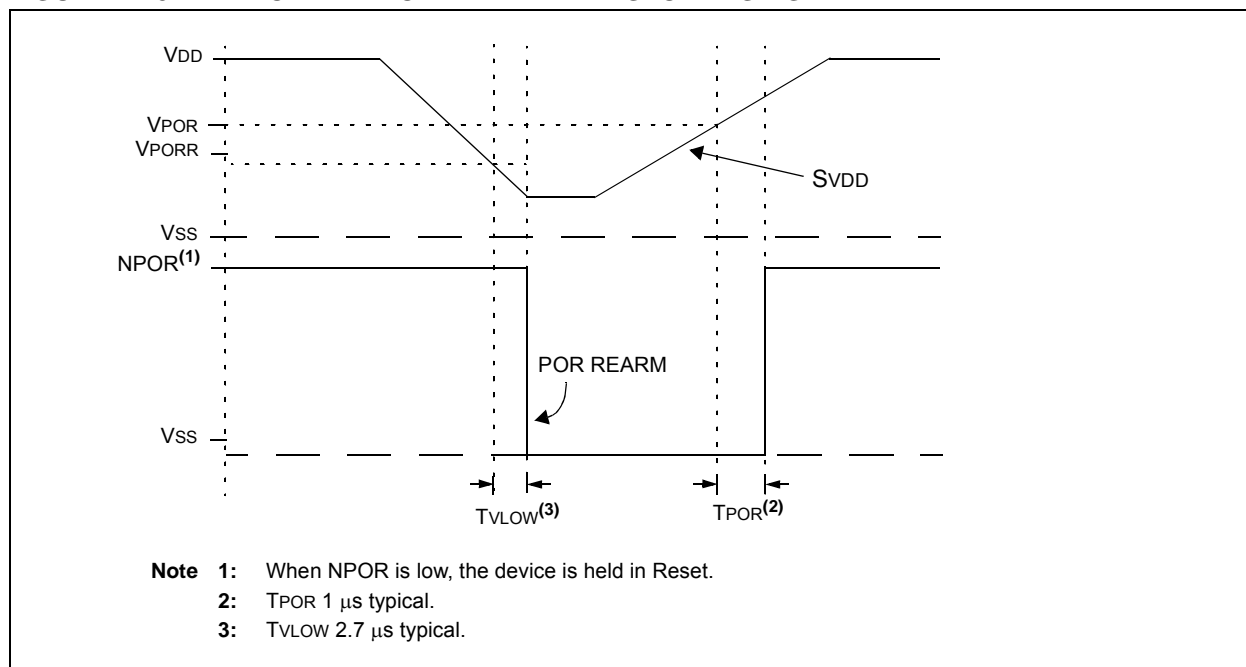 VDD
VPOR
VPORR
SVDD
VSS
NPOR(1)
POR REARM
VSS
TVLOW(3)
TPOR(2)
Note 1: When NPOR is low, the device is held in Reset.
2: TPOR 1 μs typical.
3: TVLOW 2.7 μs typical.